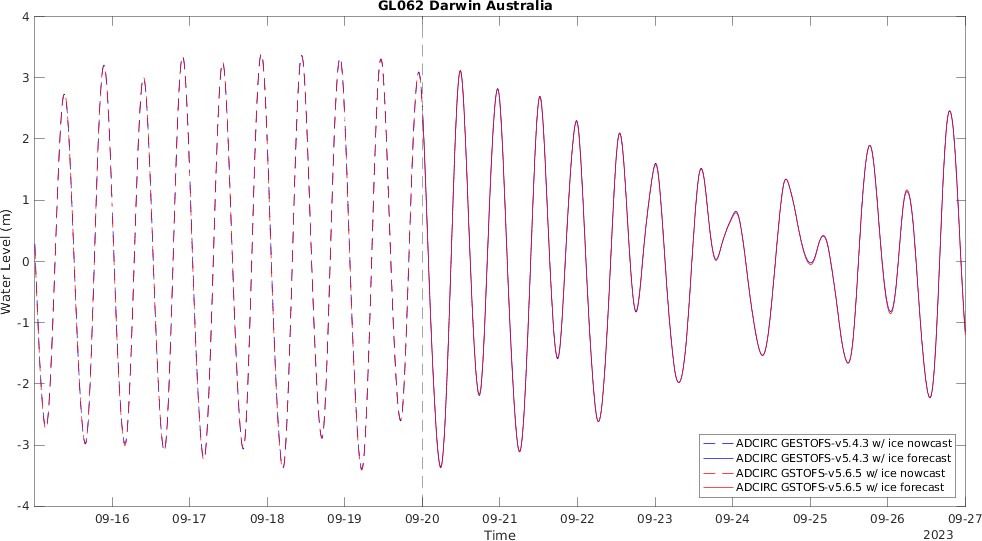 GL062 Darwin Australia
4
3
2
1
0
-1
-2
-3
-4
Water Level (m)
ADCIRC GESTOFS-v5.4.3 w/ ice nowcast
ADCIRC GESTOFS-v5.4.3 w/ ice forecast
ADCIRC GSTOFS-v5.6.5 w/ ice nowcast
ADCIRC GSTOFS-v5.6.5 w/ ice forecast
09-16 09-17 09-18 09-19 09-20 09-21 09-22 09-23 09-24 09-25 09-26 09-27
Time
2023